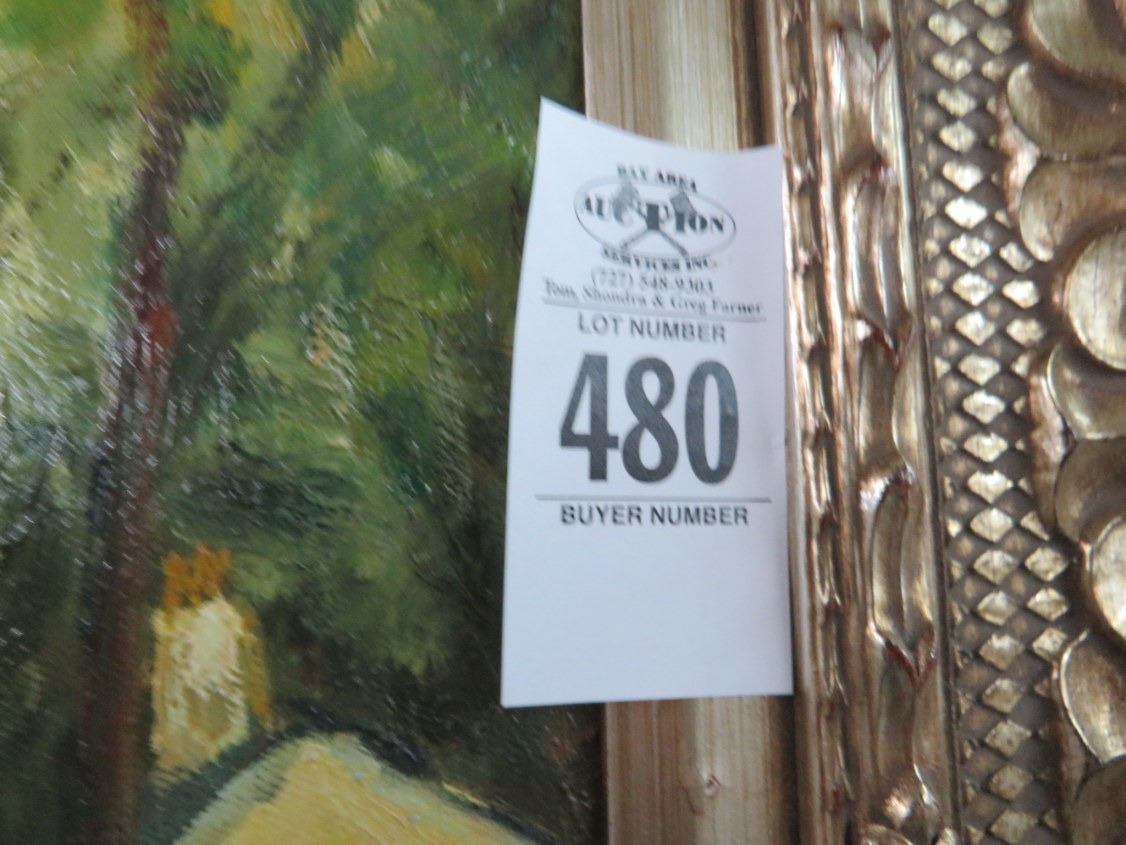 BAY AREA
AUCTION
SERVICES INC.
(727) 548-9303
Tom, Shondra & Greg Farner
LOT NUMBER
480
BUYER NUMBER